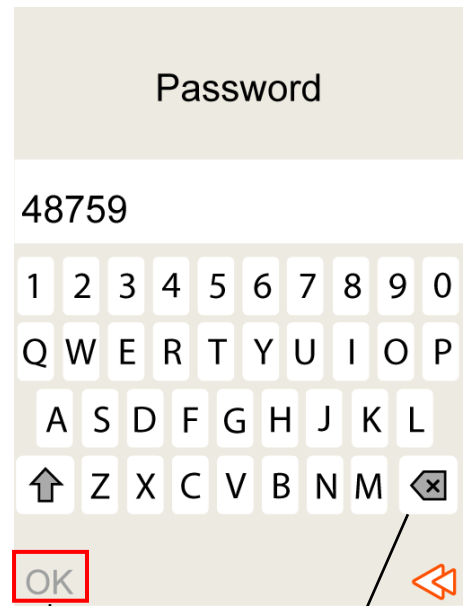 Password
48759
1 2 3 4 5 6 7 8 9 0
Q W E R T Y U I O P
A S D F G H J K L
Z X C V B N M
OK